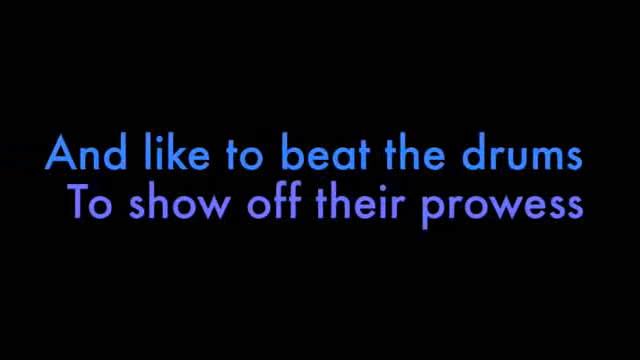 And like to beat the drums
To show off their prowess